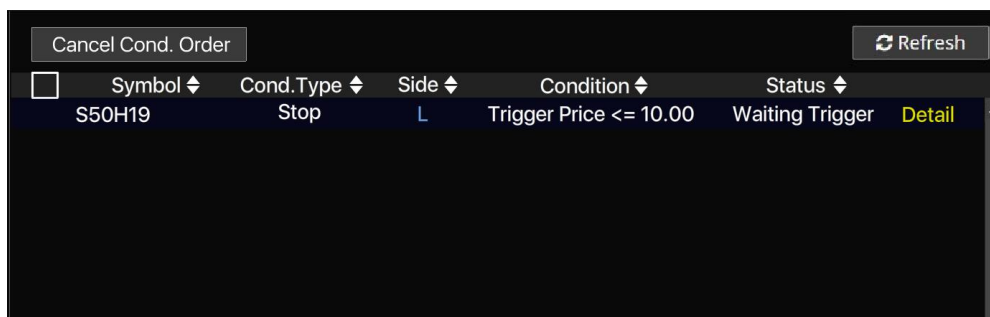 Cancel Cond. Order Refresh
Symbol Cond.Type Side Condition Status
S50H19 Stop L Trigger Price <= 10.00 Waiting Trigger Detail